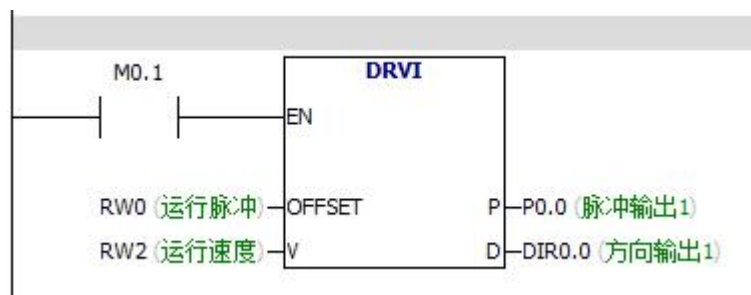 M0.1
DRVI
EN
RW0 (运行脉冲) OFFSET P P0.0 (脉冲输出1)
RW2 (运行速度) V D DIR0.0 (方向输出1)